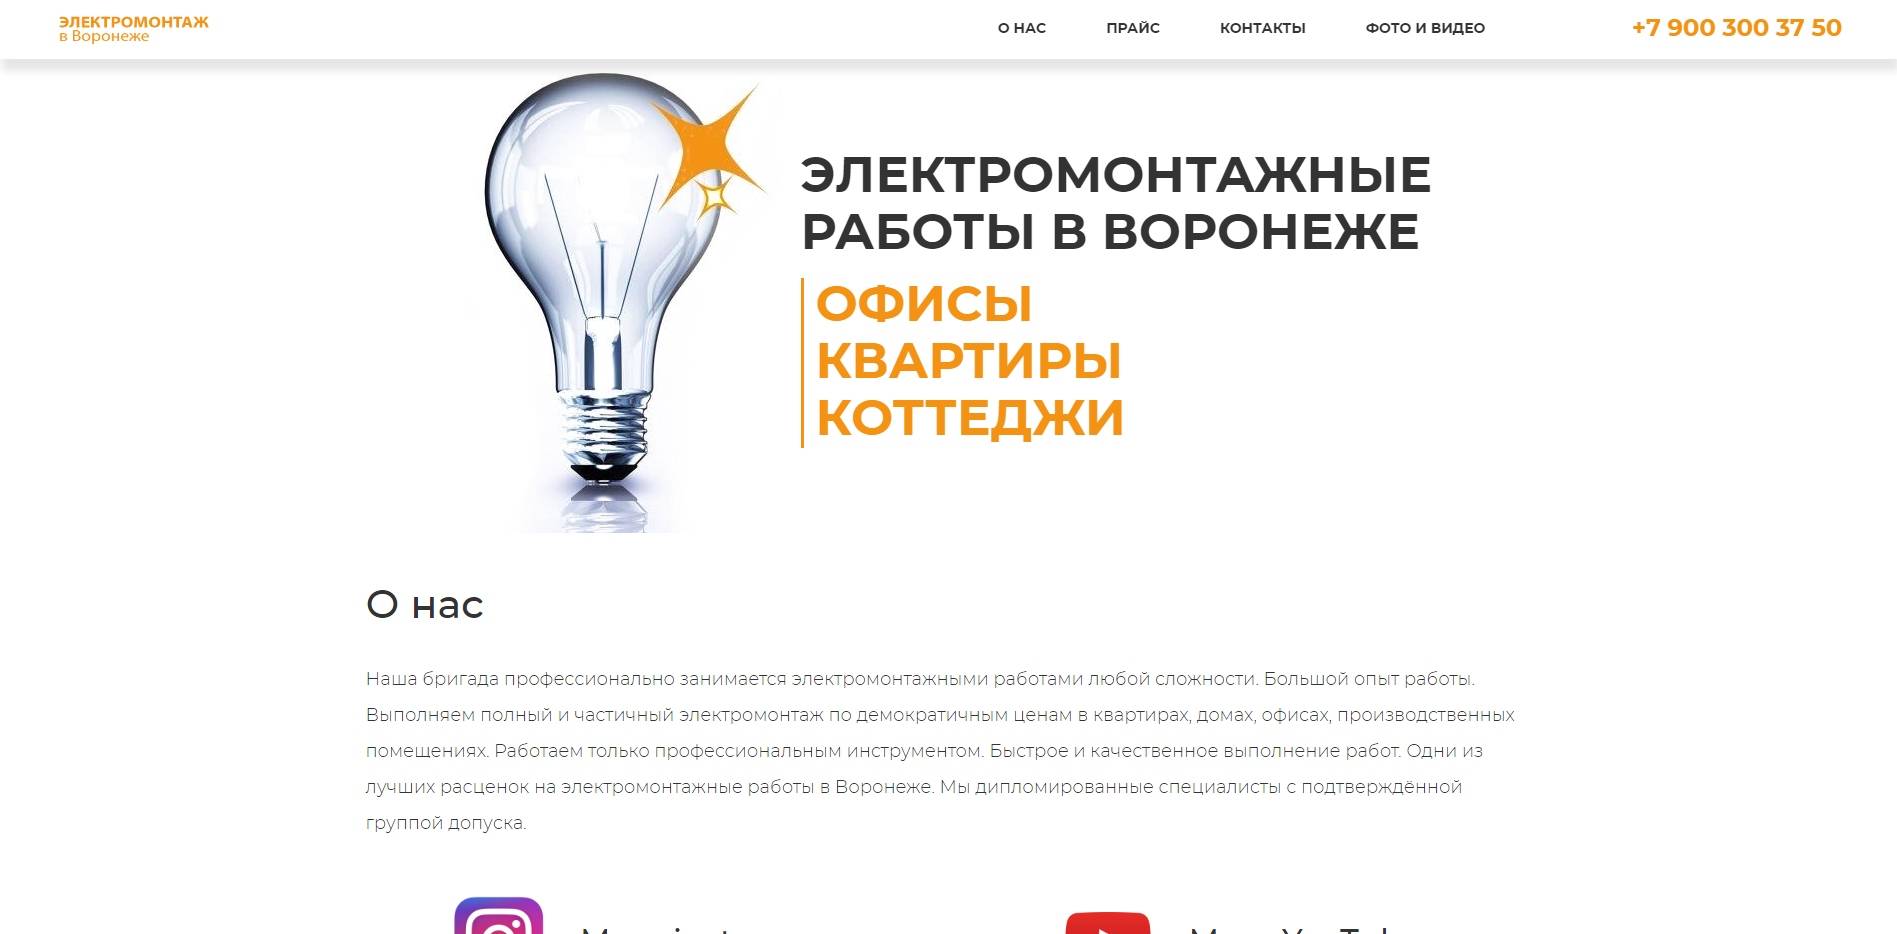 ЭЛЕКТРОМОНТАЖ
в Воронеже
О НАС
ПРАЙС
КОНТАКТЫ
ФОТО И ВИДЕО
+7 900 300 37 50
ЭЛЕКТРОМОНТАЖНЫЕ
РАБОТЫ В ВОРОНЕЖЕ
ОФИСЫ
КВАРТИРЫ
КОТТЕДЖИ
О нас
Наша бригада профессионально занимается электромонтажными работами любой сложности. Большой опыт работы.
Выполняем полный и частичный электромонтаж по демократичным ценам в квартирах, домах, офисах, производственных
помещениях. Работаем только профессиональным инструментом. Быстрое и качественное выполнение работ. Одни из
лучших расценок на электромонтажные работы в Воронеже. Мы дипломированные специалисты с подтверждённой
группой допуска.